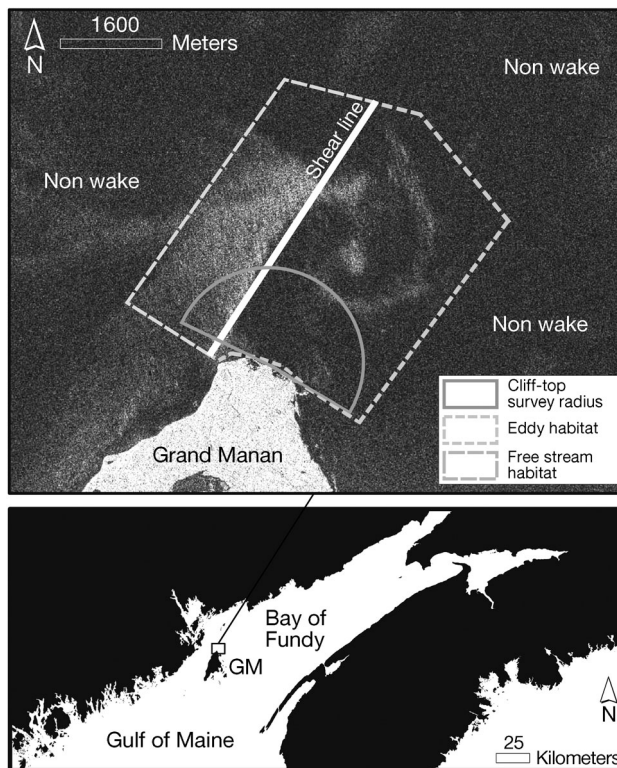 1600
Meters
N
Non wake
Non wake
Shear line
Non wake
Grand Manan
Cliff-top
survey radius
Eddy habitat
Free stream
habitat
Bay of
Fundy
GM
Gulf of Maine
N
25
Kilometers